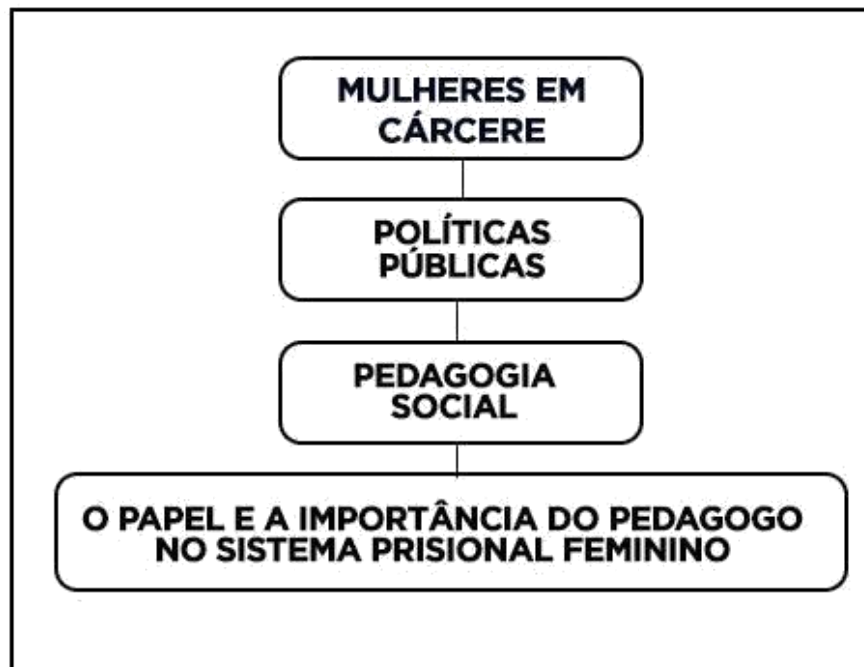 MULHERES EM
CÁRCERE
POLÍTICAS
PÚBLICAS
PEDAGOGIA
SOCIAL
O PAPEL E A IMPORTÂNCIA DO PEDAGOGO
NO SISTEMA PRISIONAL FEMININO